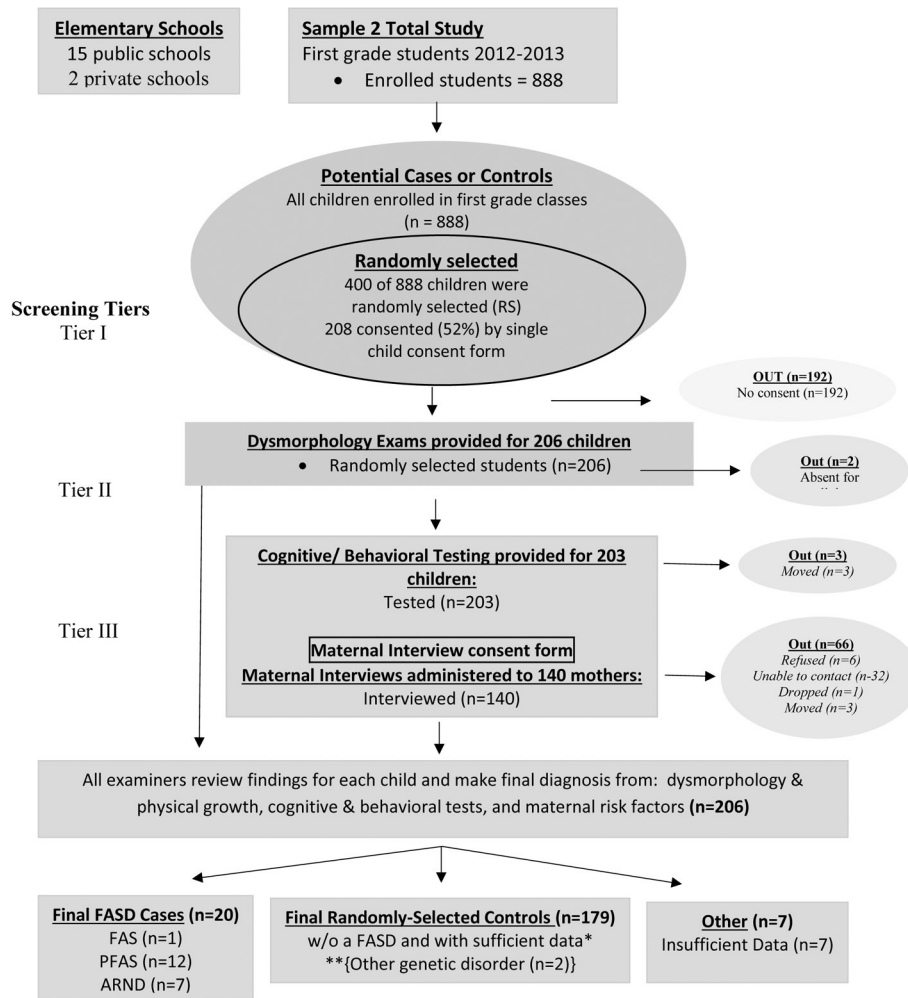 Elementary Schools
15 public schools
2 private schools
Sample 2 Total Study
First grade students 2012-2013
• Enrolled students = 888
Potential Cases or Controls
All children enrolled in first grade classes
(n = 888)
Randomly selected
400 of 888 children were
randomly selected (RS)
208 consented (52%) by single
child consent form
Screening Tiers
Tier I
OUT (n=192)
No consent (n=192)
Dysmorphology Exams provided for 206 children
• Randomly selected students (n=206)
Out (n=2)
Absent for
Tier II
Cognitive/ Behavioral Testing provided for 203
children:
Tested (n=203)
Out (n=3)
Moved (n=3)
Tier III
Maternal Interview consent form
Maternal Interviews administered to 140 mothers:
Interviewed (n=140)
Out (n=66)
Refused (n=6)
Unable to contact (n-32)
Dropped (n=1)
Moved (n=3)
All examiners review findings for each child and make final diagnosis from: dysmorphology &
physical growth, cognitive & behavioral tests, and maternal risk factors (n=206)
Final FASD Cases (n=20)
FAS (n=1)
PFAS (n=12)
ARND (n=7)
Final Randomly-Selected Controls (n=179)
w/o a FASD and with sufficient data*
**{Other genetic disorder (n=2)}
Other (n=7)
Insufficient Data (n=7)